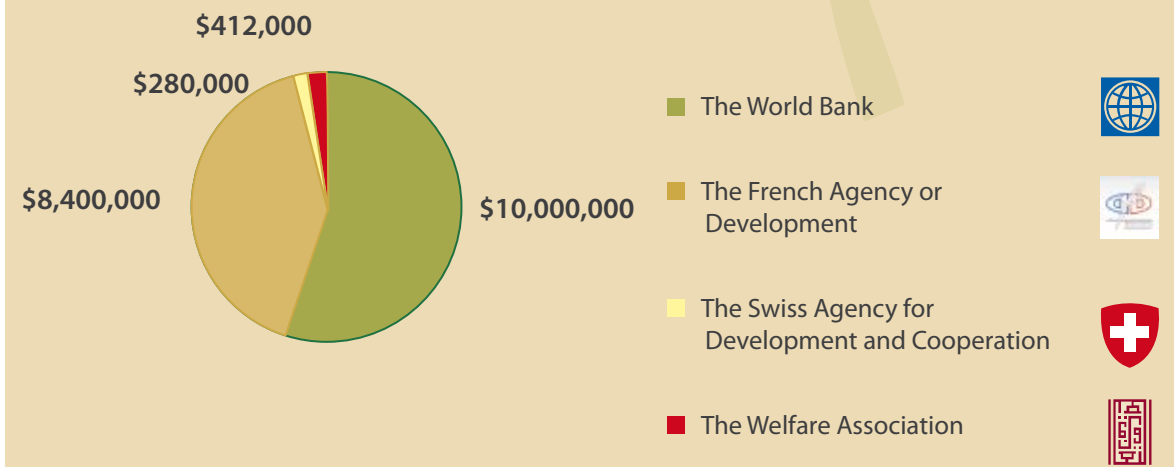 $412,000
$280,000
$8,400,000
$10,000,000
The World Bank
The French Agency or
Development
The Swiss Agency for
Development and Cooperation
The Welfare Association